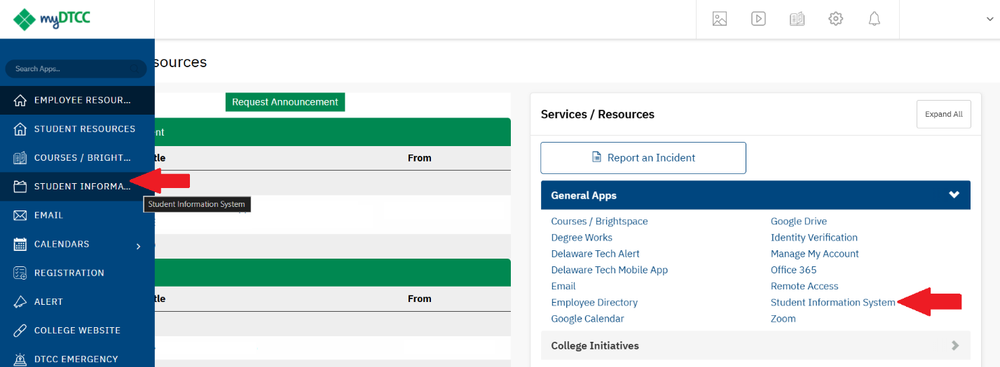 myDTCC
Search Apps..
EMPLOYEE RESOUR...
STUDENT RESOURCES
COURSES / BRIGHT...
STUDENT INFORMA...
Student Information System
EMAIL
CALENDARS
REGISTRATION
ALERT
COLLEGE WEBSITE
DTCC EMERGENCY
sources
Request Announcement
nt
tle From
tle From
Services / Resources
Expand All
Report an Incident
General Apps
Courses / Brightspace
Degree Works
Delaware Tech Alert
Delaware Tech Mobile App
Email
Employee Directory
Google Calendar
Google Drive
Identity Verification
Manage My Account
Office 365
Remote Access
Student Information System
Zoom
College Initiatives